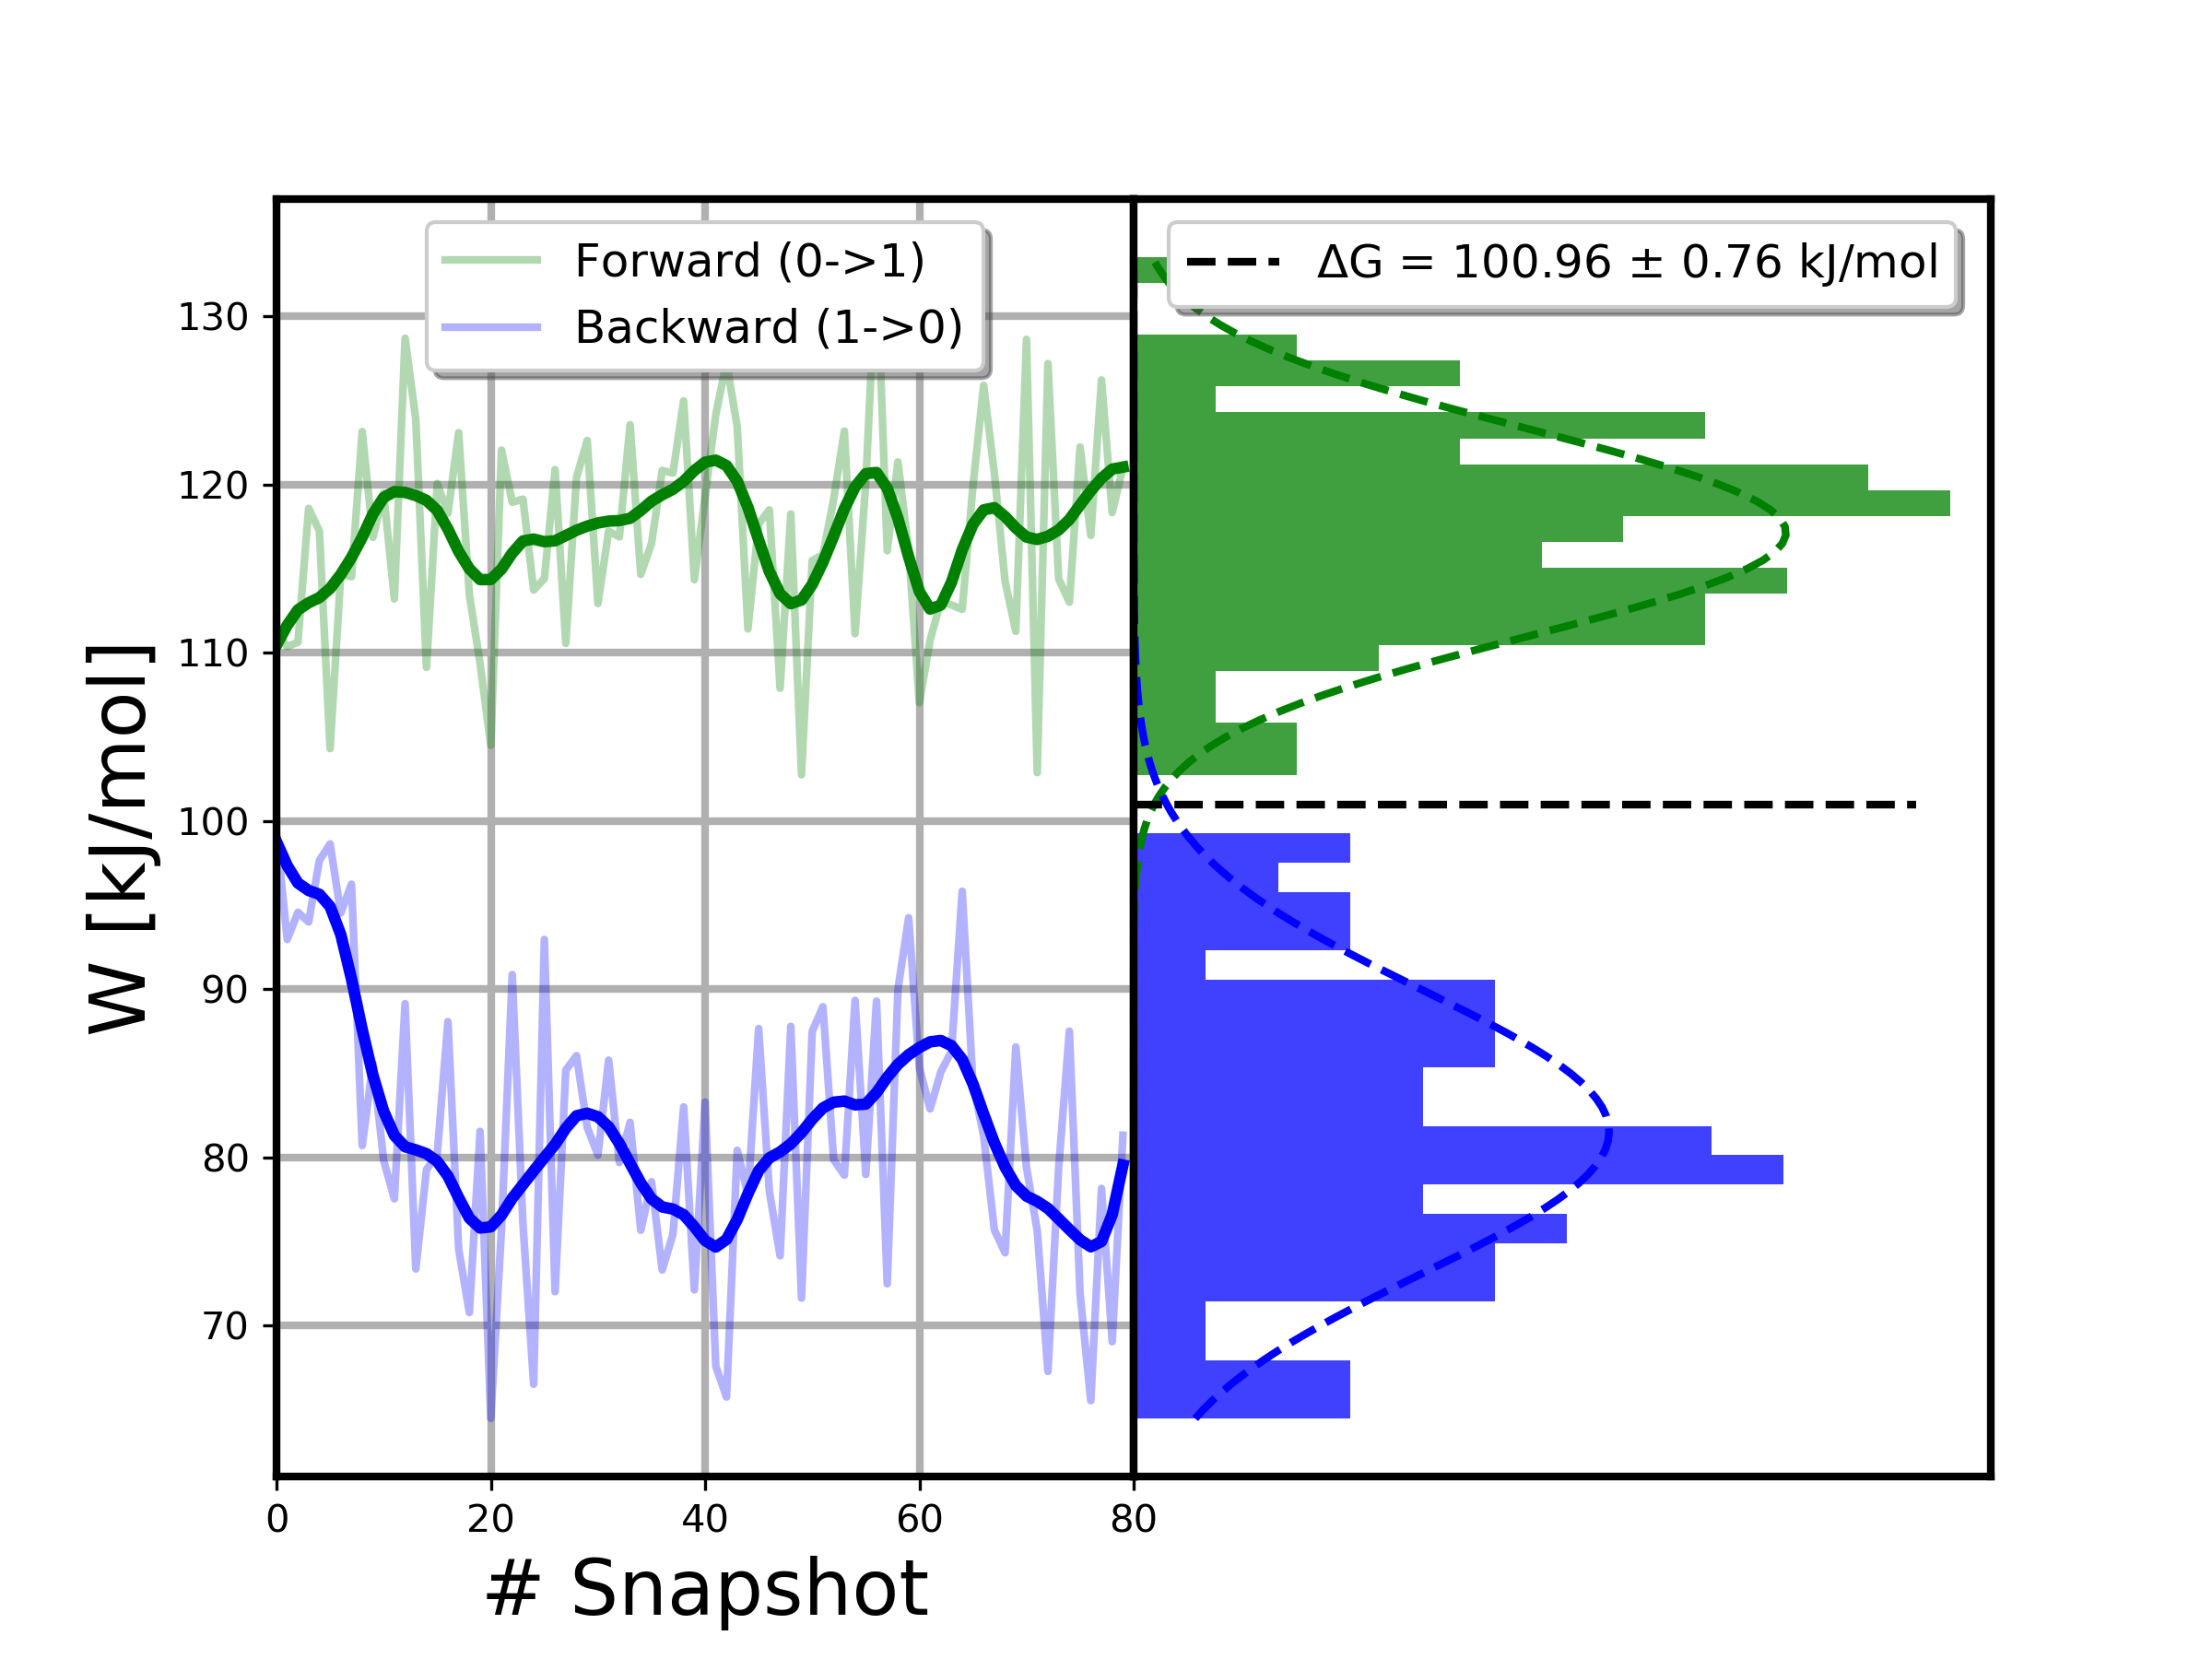 Forward (0->1)
Backward (1->0)
ΔG = 100.96 ± 0.76 kJ/mol
130
120
110
100
90
80
70
W [kJ/mol]
0 20 40 60 80
# Snapshot